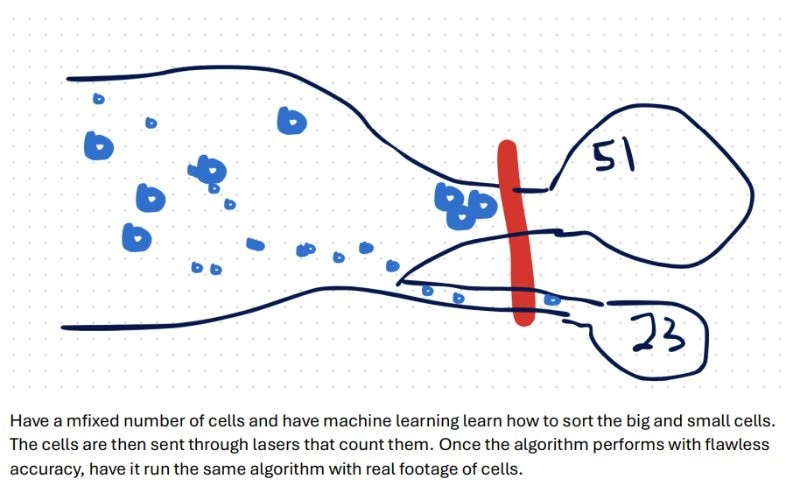 51
23
Have a mfixed number of cells and have machine learning learn how to sort the big and small cells.
The cells are then sent through lasers that count them. Once the algorithm performs with flawless
accuracy, have it run the same algorithm with real footage of cells.